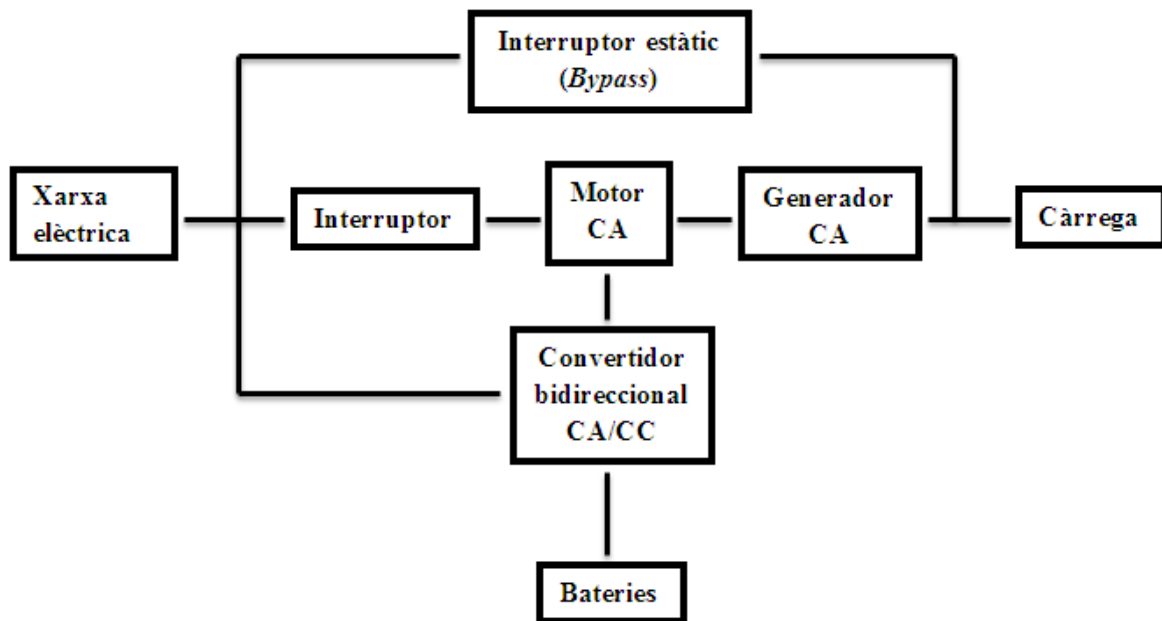 Interruptor estàtic
(Bypass)
Xarxa
elèctrica
Interruptor
Motor
CA
Generador
CA
Càrrega
Convertidor
bidireccional
CA/CC
Bateries